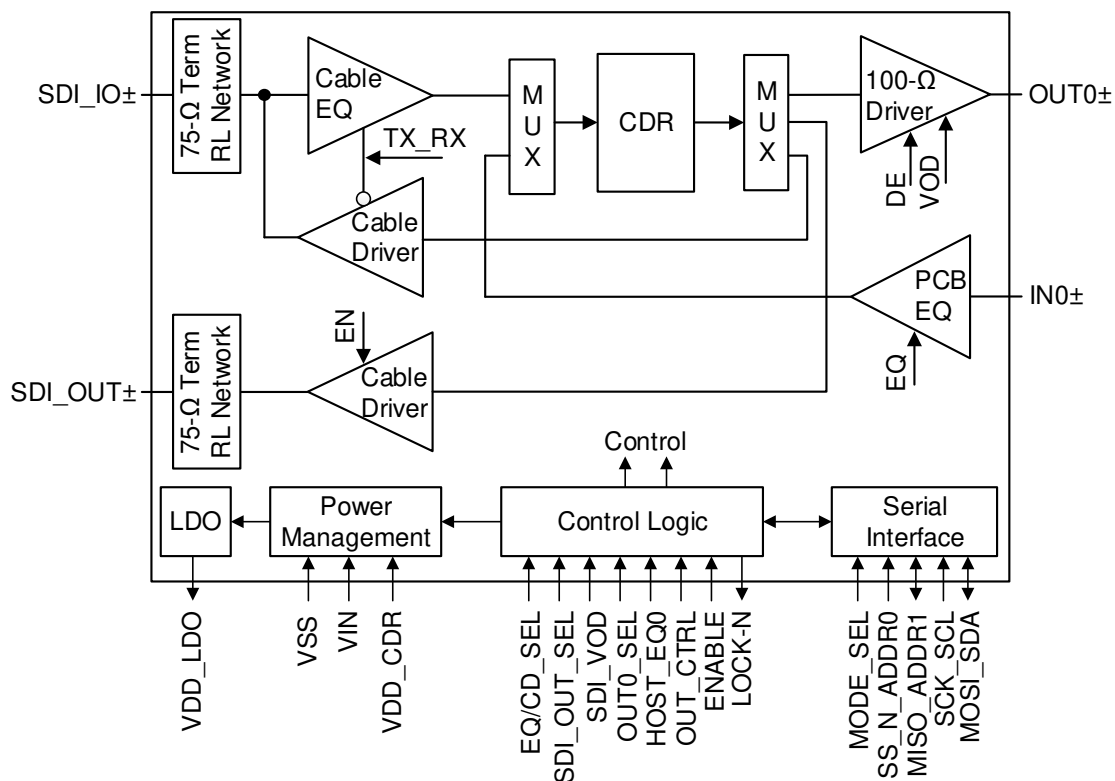 SDI_IO±
75-Ω Term
RL Network
Cable
EQ
TX_RX
Cable
Driver
M
U
X
CDR
M
U
X
100-Ω
Driver
DE
VOD
OUT0±
PCB
EQ
EQ
IN0±
SDI_OUT±
75-Ω Term
RL Network
EN
Cable
Driver
Control
LDO
Power
Management
Control Logic
Serial
Interface
VDD_LDO
VSS
VIN
VDD_CDR
EQ/CD_SEL
SDI_OUT_SEL
SDI_VOD
OUT0_SEL
HOST_EQ0
OUT_CTRL
ENABLE
LOCK-N
MODE_SEL
SS_N_ADDR0
MISO_ADDR1
SCK_SCL
MOSI_SDA